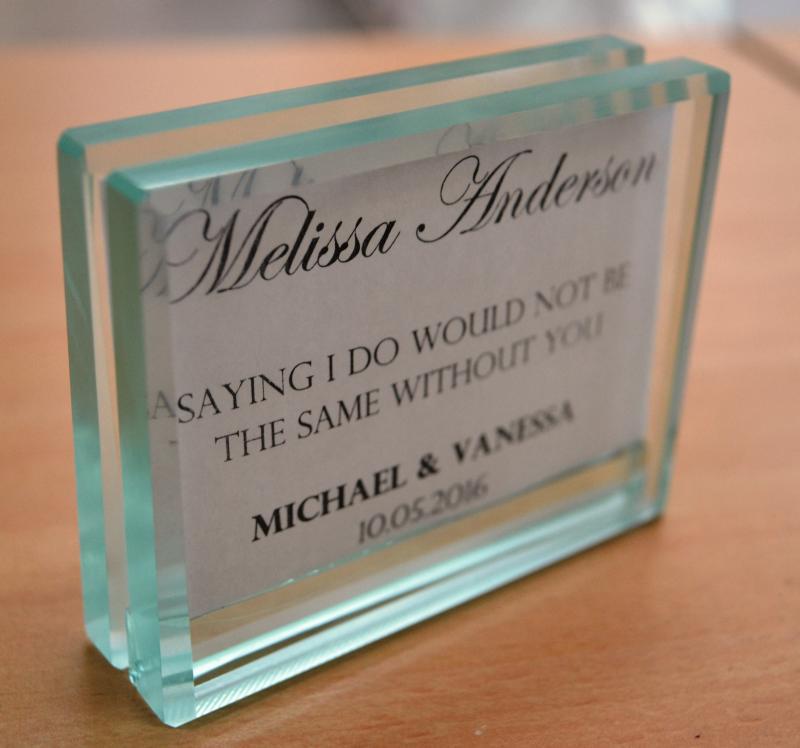 Melissa Anderson
SAYING I DO WOULD NOT BE
THE SAME WITHOUT YOU
MICHAEL & VANESSA
10.05.2016